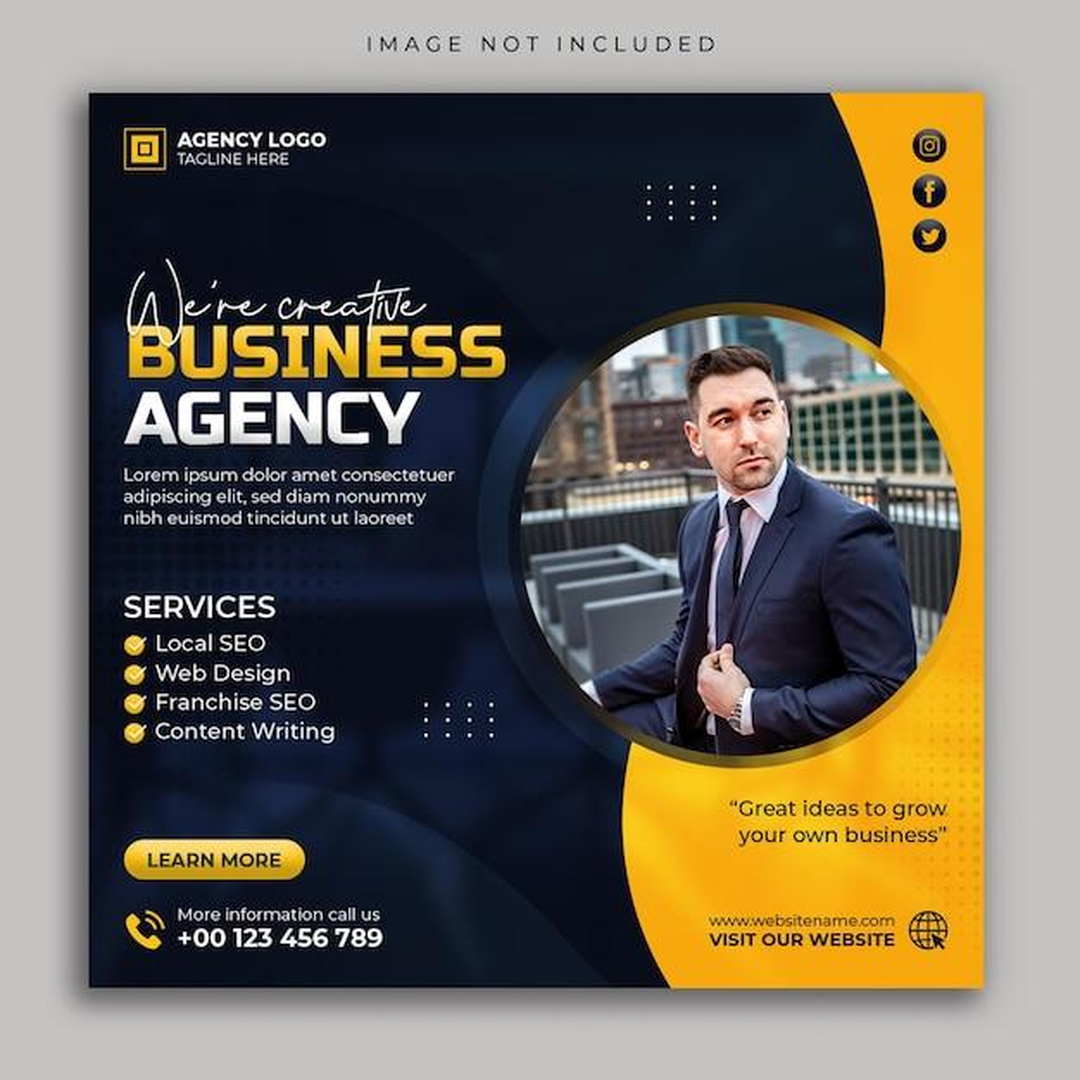 IMAGE NOT INCLUDED
AGENCY LOGO
TAGLINE HERE
We're creative
BUSINESS
AGENCY
Lorem ipsum dolor amet consectetuer
adipiscing elit, sed diam nonummy
nibh euismod tincidunt ut laoreet
SERVICES
Local SEO
Web Design
Franchise SEO
Content Writing
“Great ideas to grow
your own business”
LEARN MORE
More information call us
+00 123 456 789
www.websitename.com
VISIT OUR WEBSITE